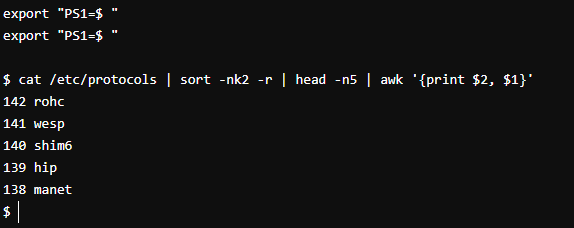 export "PS1=$ "
export "PS1=$ "
$ cat /etc/protocols | sort -nk2 -r | head -n5 | awk '{print $2, $1}'
142 rohc
141 wesp
140 shim6
139 hip
138 manet
$